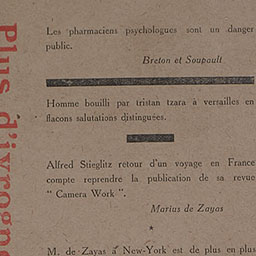 Les pharmaciens psychologues sont un danger
public.
Breton et Soupault
Homme bouilli par tristan tzara à versailles en
flacons salutations distinguées.
Alfred Stieglitz retour d'un voyage en France
compte reprendre la publication de sa revue
" Camera Work ".
Marius de Zayas
*
M. de Zayas à New-York est de plus en plus
Plus d'ivrogne